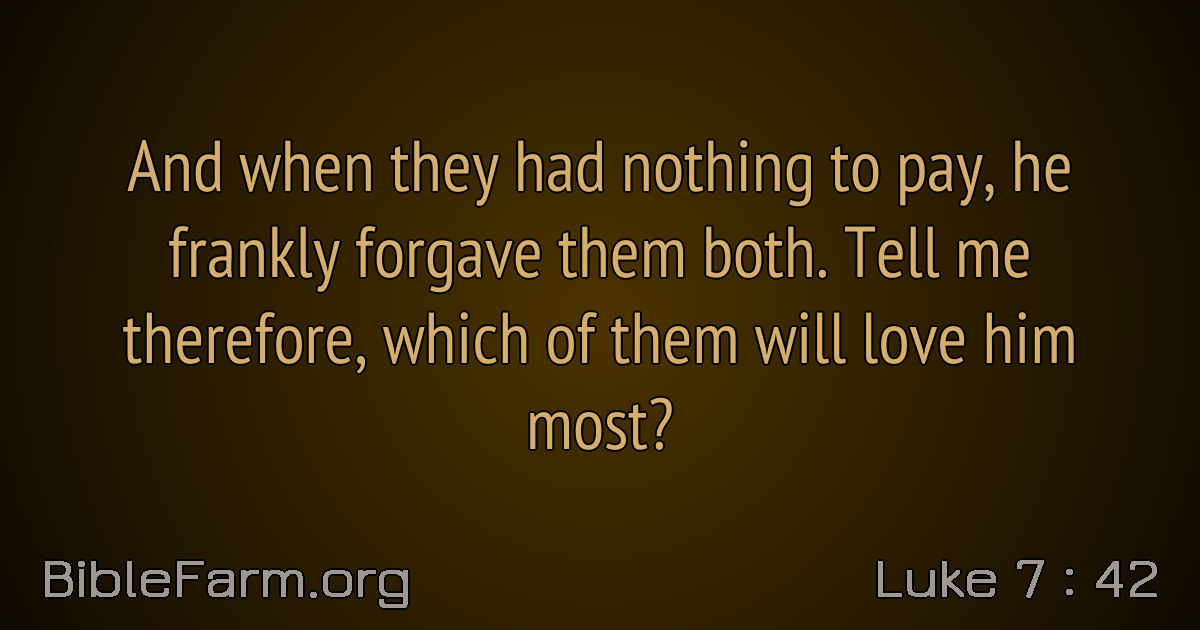 And when they had nothing to pay, he
frankly forgave them both. Tell me
therefore, which of them will love him
most?
BibleFarm.org
Luke 7 : 42